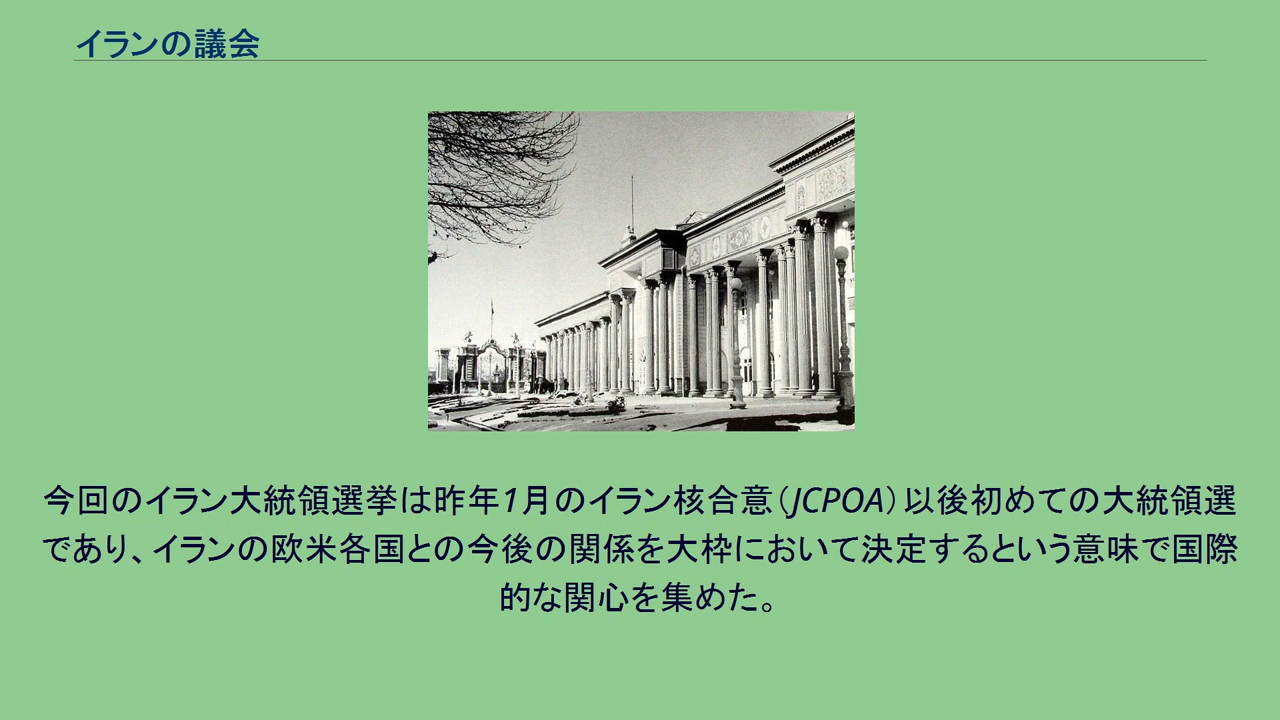 イランの議会
今回のイラン大統領選挙は昨年1月のイラン核合意（JCPOA）以後初めての大統領選
であり、イランの欧米各国との今後の関係を大枠において決定するという意味で国際
的な関心を集めた。